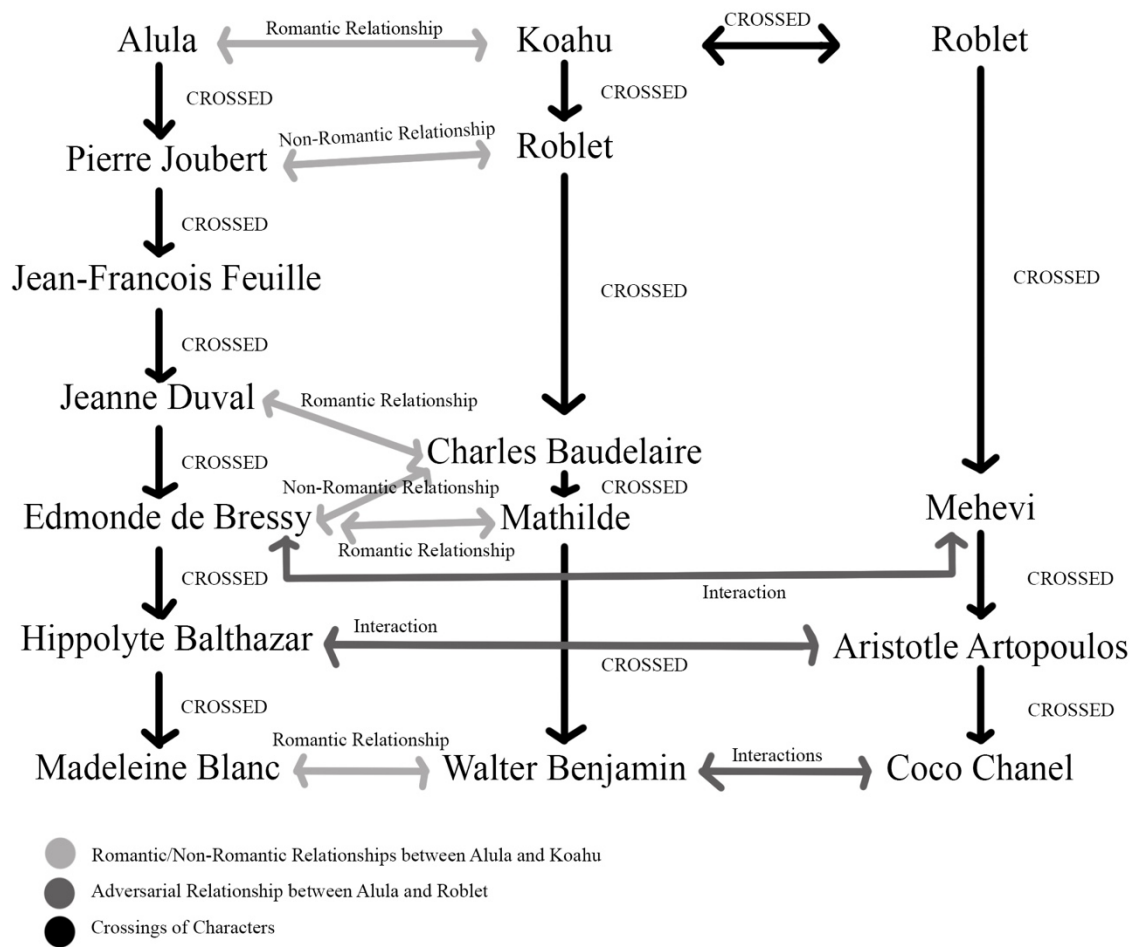 CROSSED
Alula
Romantic Relationship
Koahu
Roblet
CROSSED
CROSSED
Non-Romantic Relationship
Pierre Joubert
Roblet
CROSSED
Jean-Francois Feuille
CROSSED
CROSSED
CROSSED
Jeanne Duval
Romantic Relationship
Charles Baudelaire
CROSSED
Non-Romantic Relationship
CROSSED
Edmonde de Bressy
Mathilde
Mehevi
Romantic Relationship
CROSSED
Interaction
CROSSED
Hippolyte Balthazar
Interaction
Aristotle Artopoulos
CROSSED
CROSSED
CROSSED
Romantic Relationship
Interactions
Madeleine Blanc
Walter Benjamin
Coco Chanel
Romantic/Non-Romantic Relationships between Alula and Koahu
Adversarial Relationship between Alula and Roblet
Crossings of Characters